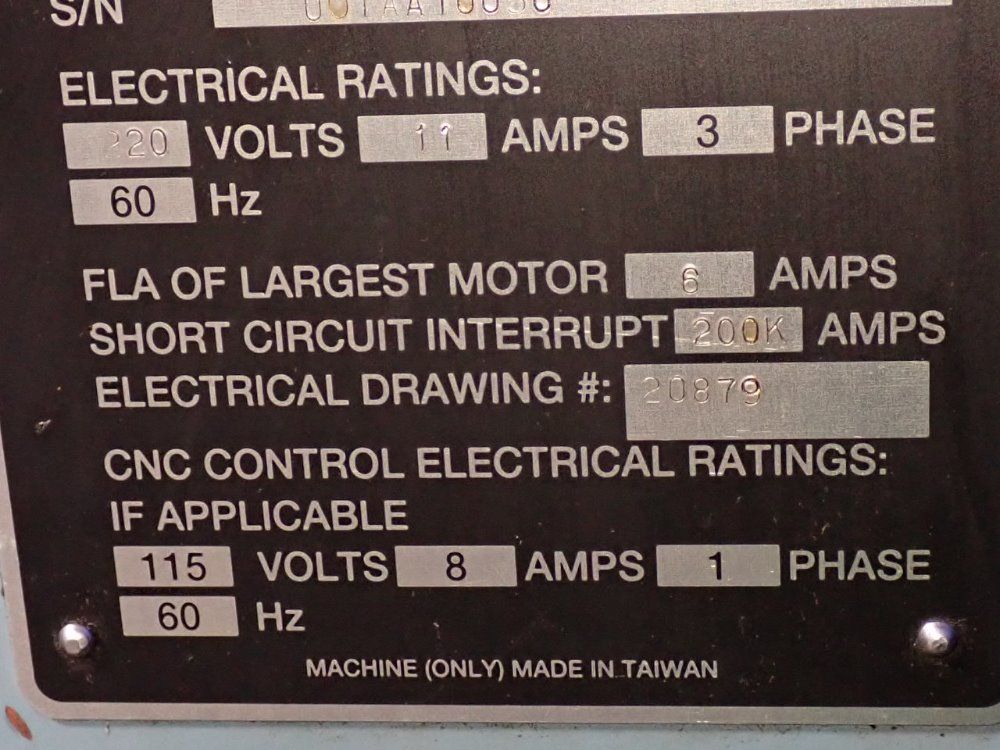 S/N
ELECTRICAL RATINGS:
220 VOLTS 11 AMPS 3 PHASE
60 Hz
FLA OF LARGEST MOTOR 6 AMPS
SHORT CIRCUIT INTERRUPT 200K AMPS
ELECTRICAL DRAWING #: 20879
CNC CONTROL ELECTRICAL RATINGS:
IF APPLICABLE
115 VOLTS 8 AMPS 1 PHASE
60 Hz
MACHINE (ONLY) MADE IN TAIWAN